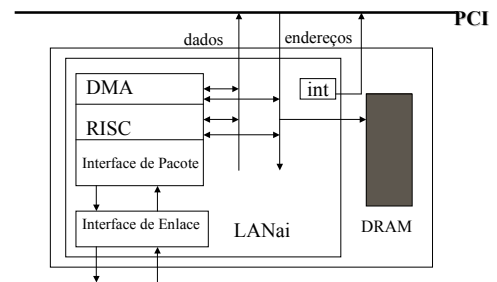 PCI
dados
endereços
DMA
int
RISC
Interface de Pacote
Interface de Enlace
LANai
DRAM